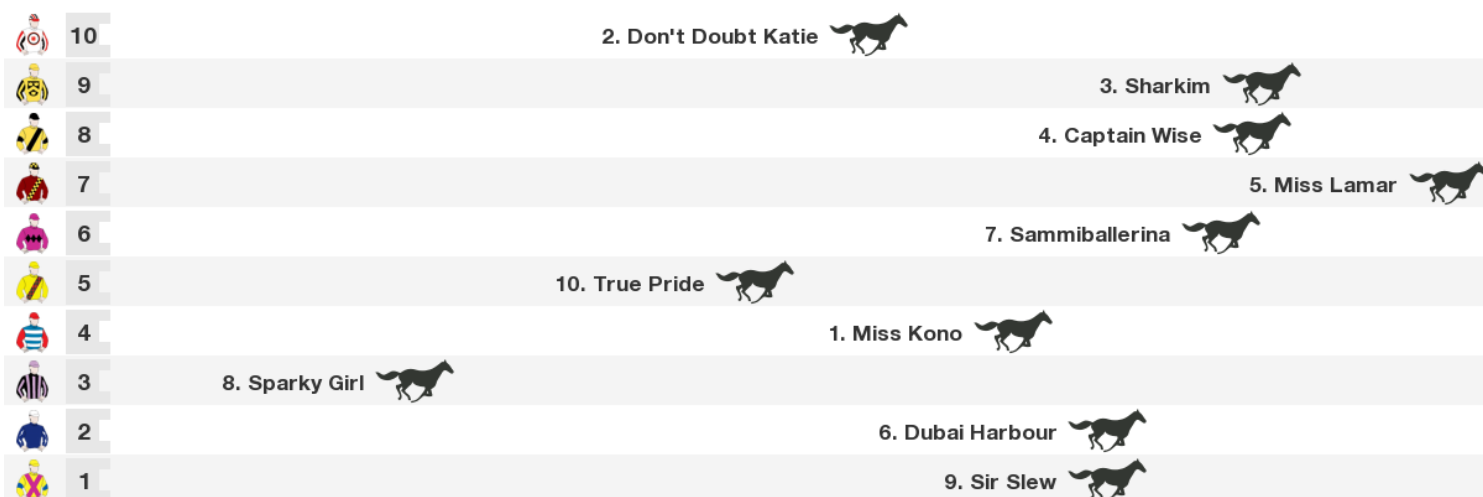 10 2. Don't Doubt Katie
9 3. Sharkim
8 4. Captain Wise
7 5. Miss Lamar
6 7. Sammiballerina
5 10. True Pride
4 1. Miss Kono
3 8. Sparky Girl
2 6. Dubai Harbour
1 9. Sir Slew